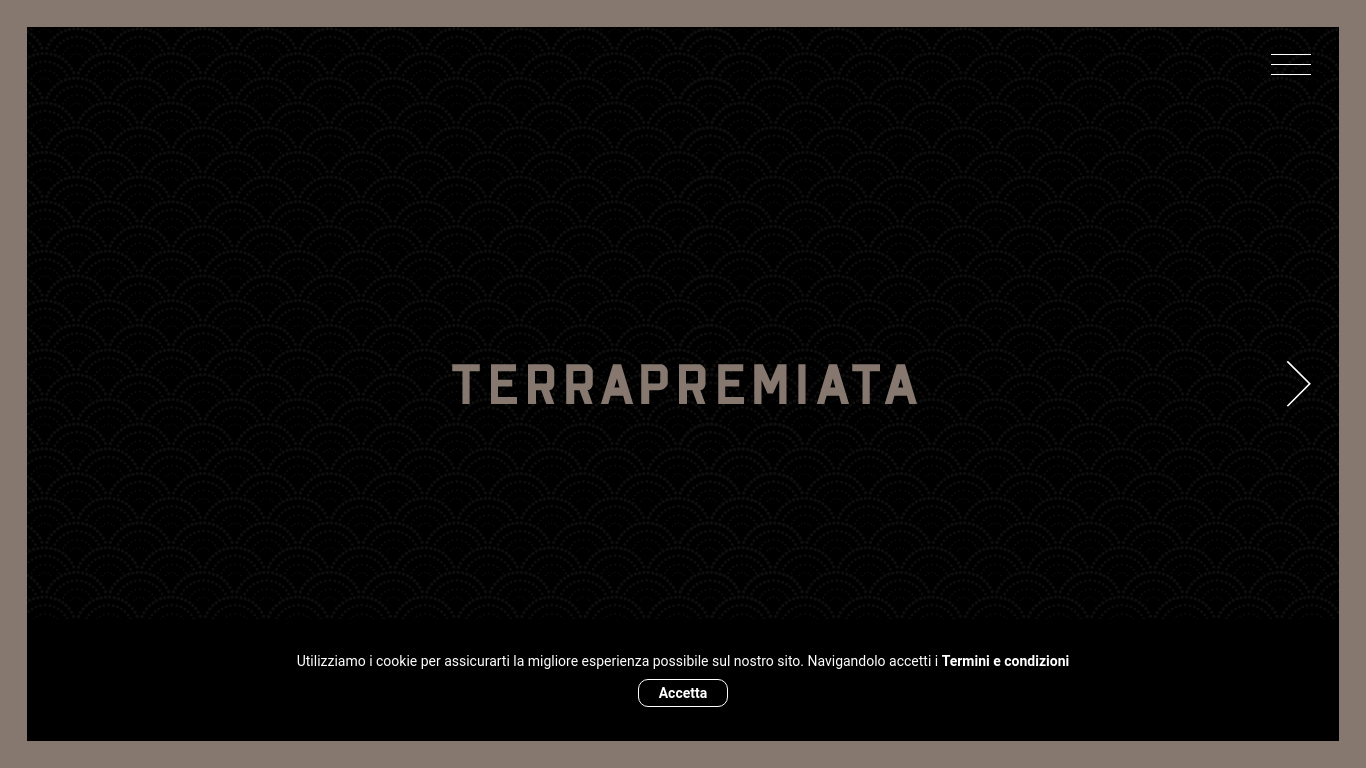 TERRAPREMIATA
Utilizziamo i cookie per assicurarti la migliore esperienza possibile sul nostro sito. Navigandolo accetti i Termini e condizioni
Accetta